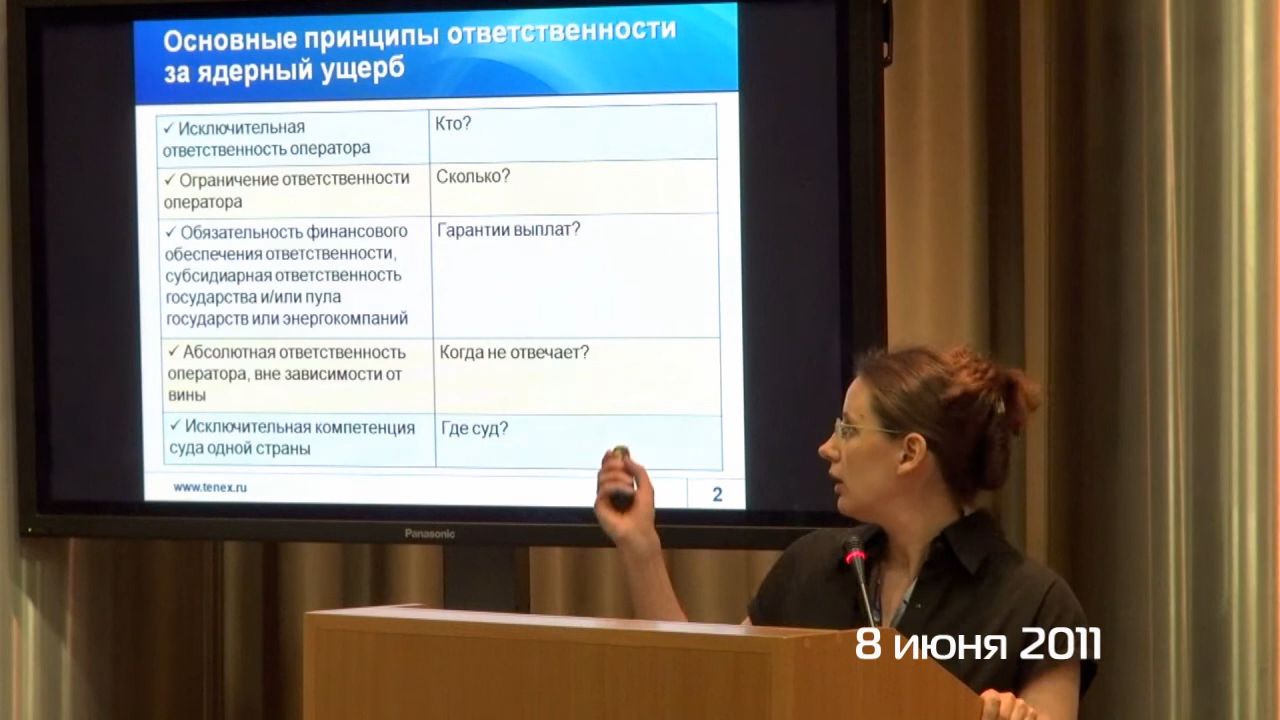 Основные принципы ответственности
за ядерный ущерб
✓ Исключительная
ответственность оператора
Кто?
✓ Ограничение ответственности
оператора
Сколько?
✓ Обязательность финансового
обеспечения ответственности,
субсидиарная ответственность
государства и/или пула
государств или энергокомпаний
Гарантии выплат?
✓ Абсолютная ответственность
оператора, вне зависимости от
вины
Когда не отвечает?
✓ Исключительная компетенция
суда одной страны
Где суд?
www.tenex.ru
2
Panasonic
8 июня 2011